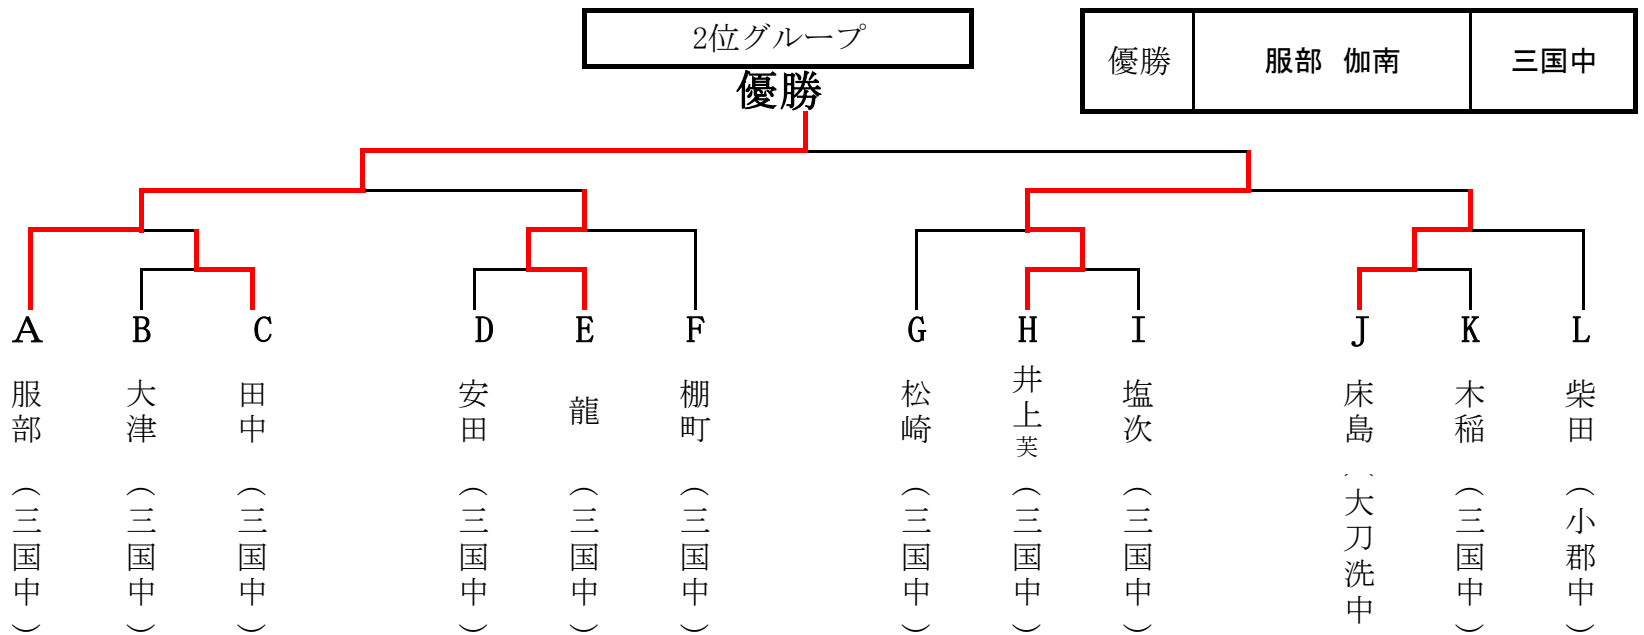 2位グループ
優勝 服部 伽南 三国中
優勝
A B C D E F G H I J K L
服部（三国中）
大津（三国中）
田中（三国中）
安田（三国中）
龍（三国中）
棚町（三国中）
松崎（三国中）
井上芙（三国中）
塩次（三国中）
床島（大刀洗中
木稲（三国中）
柴田（小郡中）